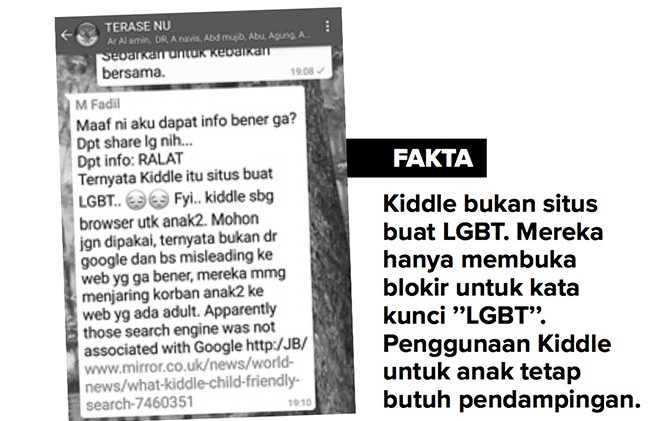 TERASE NU
Ar Al amin, DR, A navis, Abd mujib, Abu, Agung, A...
Sebarkan untuk kebaikan
bersama.
19:08
M Fadil
Maaf ni aku dapat info bener ga?
Dpt share lg nih...
Dpt info: RALAT
Ternyata Kiddle itu situs buat
LGBT.. 😔😔 Fyi.. kiddle sbg
browser utk anak2. Mohon
jgn dipakai, ternyata bukan dr
google dan bs misleading ke
web yg ga bener, mereka mmg
menjaring korban anak2 ke
web yg ada adult. Apparently
those search engine was not
associated with Google http:/JB/
www.mirror.co.uk/news/world-
news/what-kiddle-child-friendly-
search-7460351
19:10
FAKTA
Kiddle bukan situs
buat LGBT. Mereka
hanya membuka
blokir untuk kata
kunci ”LGBT”.
Penggunaan Kiddle
untuk anak tetap
butuh pendampingan.